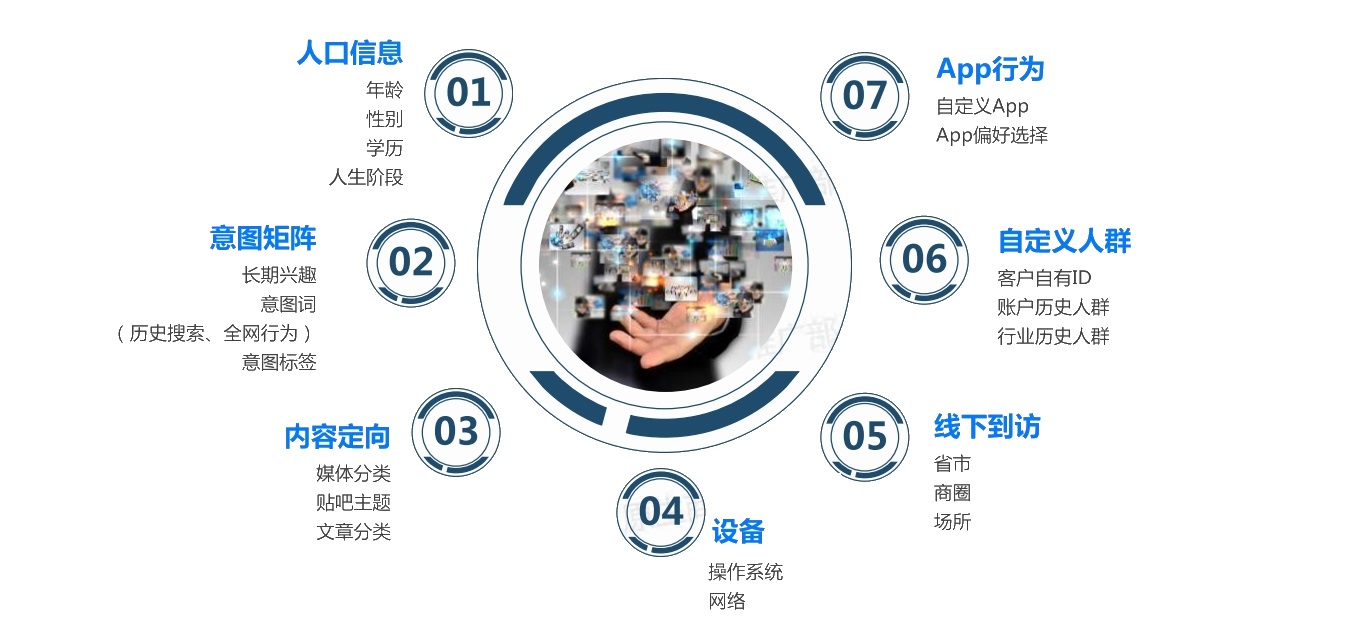 01
人口信息
年龄
性别
学历
人生阶段
02
意图矩阵
长期兴趣
意图词
（ 历史搜索、全网行为 ）
意图标签
03
内容定向
媒体分类
贴吧主题
文章分类
04
设备
操作系统
网络
05
线下到访
省市
商圈
场所
06
自定义人群
客户自有ID
账户历史人群
行业历史人群
07
App行为
自定义App
App偏好选择